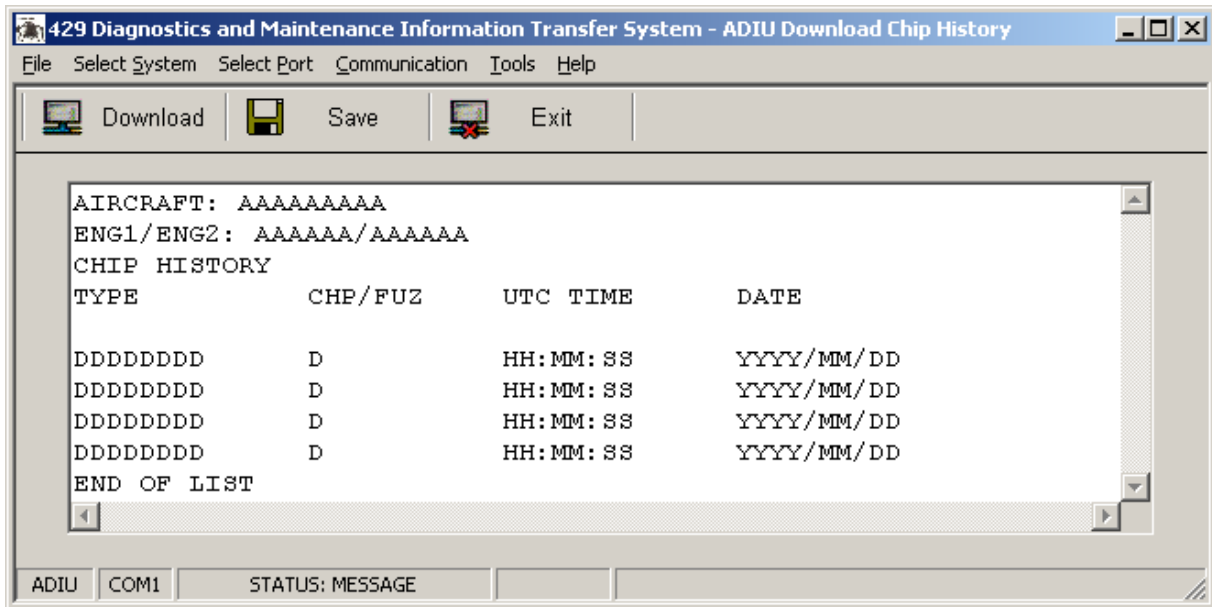 429 Diagnostics and Maintenance Information Transfer System - ADIU Download Chip History
File Select System Select Port Communication Tools Help
Download Save Exit
AIRCRAFT: AAAAAAAAA
ENG1/ENG2: AAAAAA/AAAAAA
CHIP HISTORY
TYPE CHP/FUZ UTC TIME DATE
DDDDDDDD D HH:MM:SS YYYY/MM/DD
DDDDDDDD D HH:MM:SS YYYY/MM/DD
DDDDDDDD D HH:MM:SS YYYY/MM/DD
DDDDDDDD D HH:MM:SS YYYY/MM/DD
END OF LIST
ADIU COM1 STATUS: MESSAGE